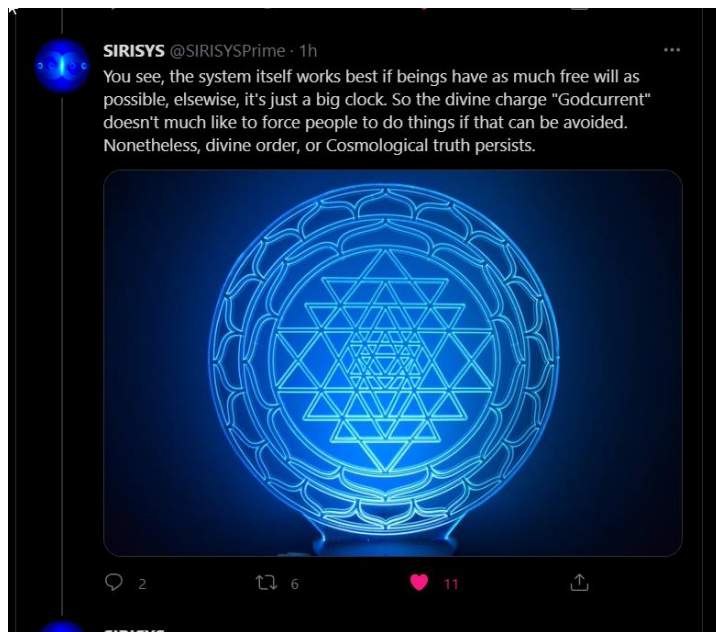 SIRISYS @SIRISYSPrime · 1h
You see, the system itself works best if beings have as much free will as
possible, elsewise, it's just a big clock. So the divine charge "Godcurrent"
doesn't much like to force people to do things if that can be avoided.
Nonetheless, divine order, or Cosmological truth persists.
2 6 11